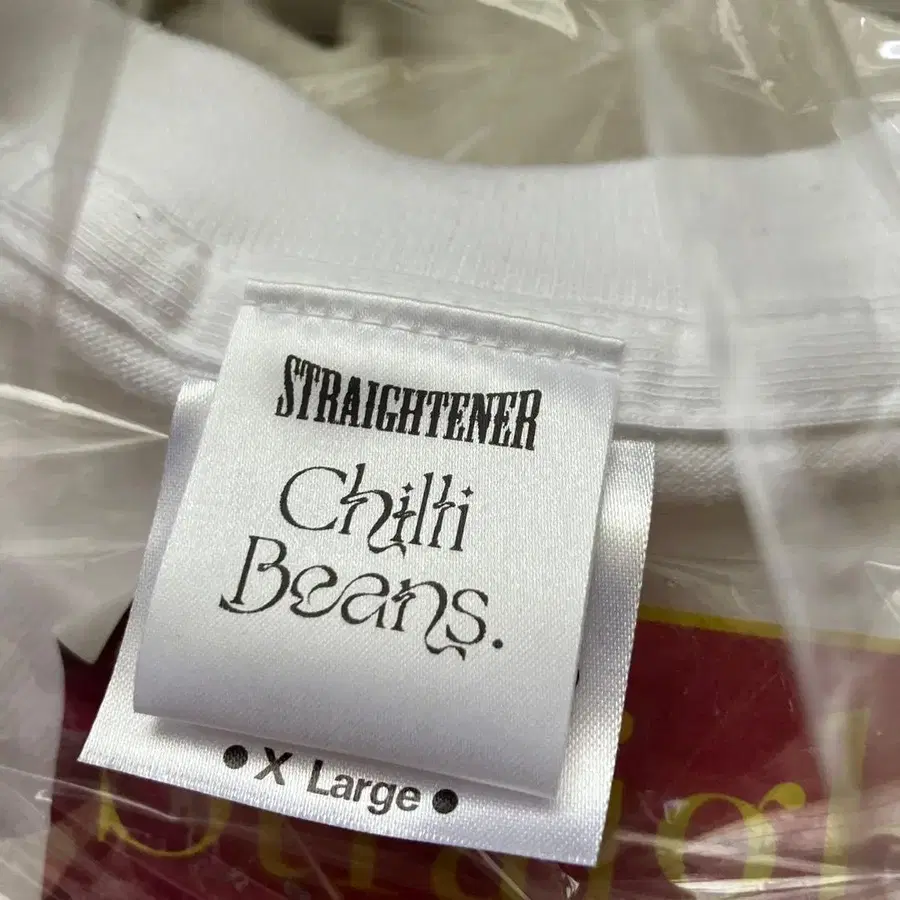 STRAIGHTENER
Chilli
Beans.
• X Large •